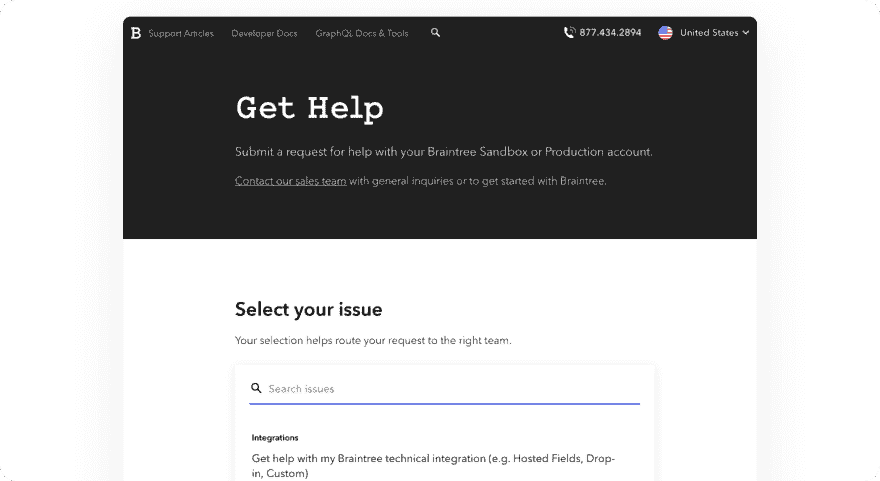 B Support Articles Developer Docs GraphQL Docs & Tools 877.434.2894 United States
Get Help
Submit a request for help with your Braintree Sandbox or Production account.
Contact our sales team with general inquiries or to get started with Braintree.
Select your issue
Your selection helps route your request to the right team.
Search issues
Integrations
Get help with my Braintree technical integration (e.g. Hosted Fields, Drop-
in, Custom)